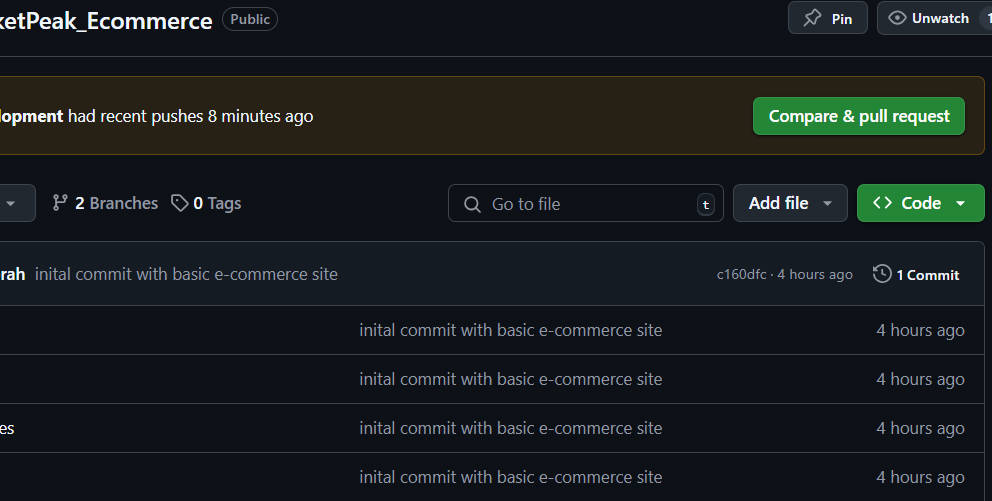 ketPeak_Ecommerce Public Pin Unwatch 1
lopment had recent pushes 8 minutes ago Compare & pull request
2 Branches 0 Tags Go to file t Add file Code
rah inital commit with basic e-commerce site c160dfc · 4 hours ago 1 Commit
inital commit with basic e-commerce site 4 hours ago
inital commit with basic e-commerce site 4 hours ago
es inital commit with basic e-commerce site 4 hours ago
inital commit with basic e-commerce site 4 hours ago